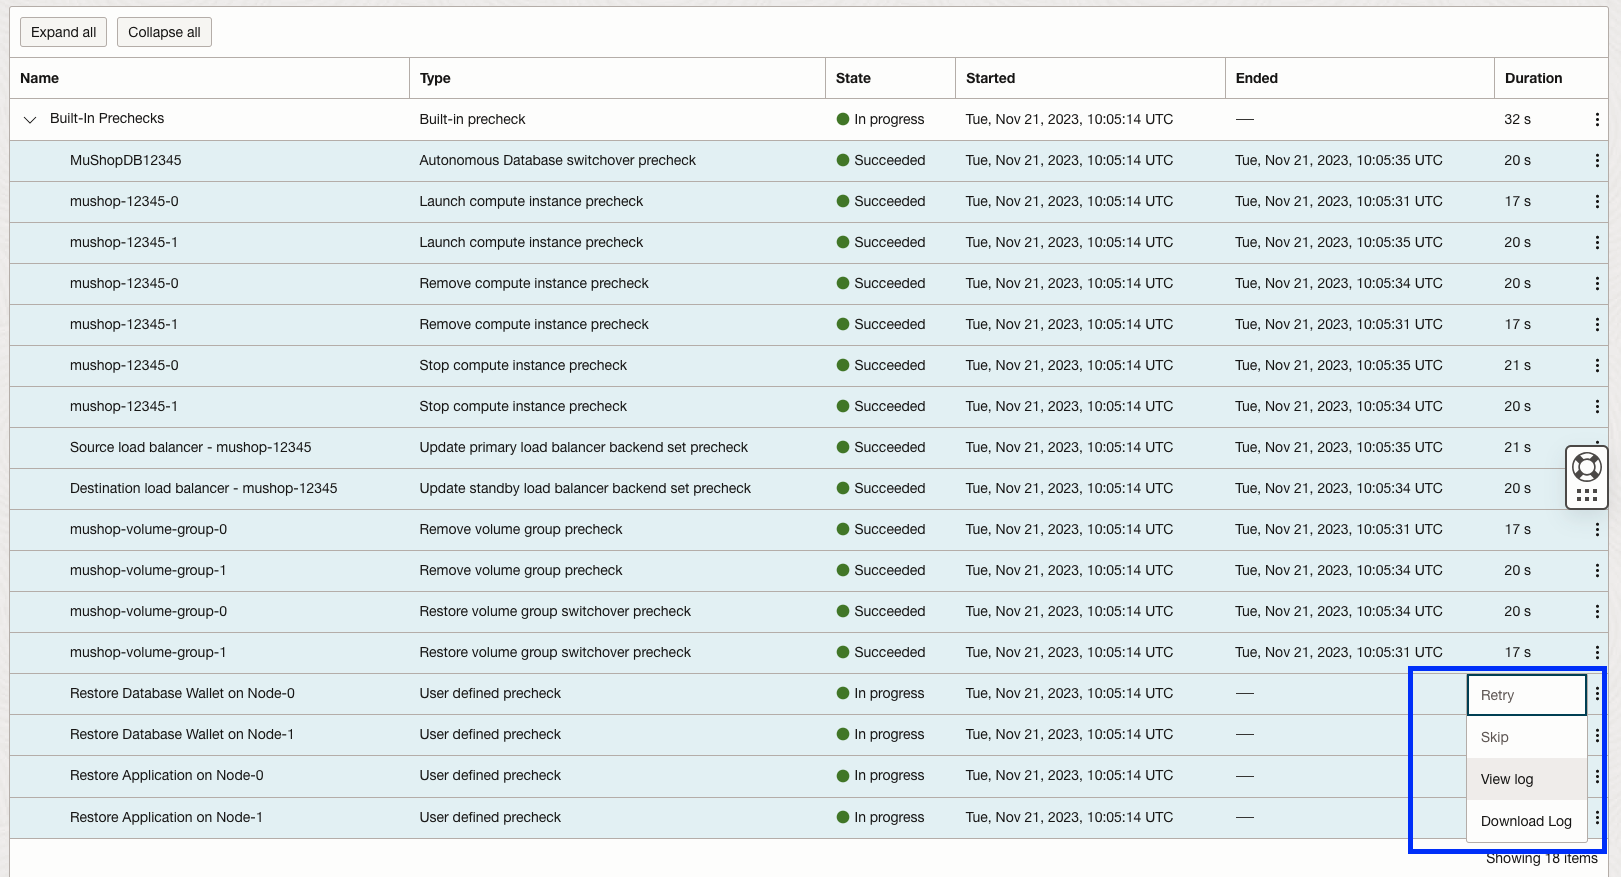 Expand all Collapse all
Name Type State Started Ended Duration
Built-In Prechecks Built-in precheck In progress Tue, Nov 21, 2023, 10:05:14 UTC — 32 s
MuShopDB12345 Autonomous Database switchover precheck Succeeded Tue, Nov 21, 2023, 10:05:14 UTC Tue, Nov 21, 2023, 10:05:35 UTC 20 s
mushop-12345-0 Launch compute instance precheck Succeeded Tue, Nov 21, 2023, 10:05:14 UTC Tue, Nov 21, 2023, 10:05:31 UTC 17 s
mushop-12345-1 Launch compute instance precheck Succeeded Tue, Nov 21, 2023, 10:05:14 UTC Tue, Nov 21, 2023, 10:05:35 UTC 20 s
mushop-12345-0 Remove compute instance precheck Succeeded Tue, Nov 21, 2023, 10:05:14 UTC Tue, Nov 21, 2023, 10:05:34 UTC 20 s
mushop-12345-1 Remove compute instance precheck Succeeded Tue, Nov 21, 2023, 10:05:14 UTC Tue, Nov 21, 2023, 10:05:31 UTC 17 s
mushop-12345-0 Stop compute instance precheck Succeeded Tue, Nov 21, 2023, 10:05:14 UTC Tue, Nov 21, 2023, 10:05:35 UTC 21 s
mushop-12345-1 Stop compute instance precheck Succeeded Tue, Nov 21, 2023, 10:05:14 UTC Tue, Nov 21, 2023, 10:05:34 UTC 20 s
Source load balancer - mushop-12345 Update primary load balancer backend set precheck Succeeded Tue, Nov 21, 2023, 10:05:14 UTC Tue, Nov 21, 2023, 10:05:35 UTC 21 s
Destination load balancer - mushop-12345 Update standby load balancer backend set precheck Succeeded Tue, Nov 21, 2023, 10:05:14 UTC Tue, Nov 21, 2023, 10:05:34 UTC 20 s
mushop-volume-group-0 Remove volume group precheck Succeeded Tue, Nov 21, 2023, 10:05:14 UTC Tue, Nov 21, 2023, 10:05:31 UTC 17 s
mushop-volume-group-1 Remove volume group precheck Succeeded Tue, Nov 21, 2023, 10:05:14 UTC Tue, Nov 21, 2023, 10:05:34 UTC 20 s
mushop-volume-group-0 Restore volume group switchover precheck Succeeded Tue, Nov 21, 2023, 10:05:14 UTC Tue, Nov 21, 2023, 10:05:34 UTC 20 s
mushop-volume-group-1 Restore volume group switchover precheck Succeeded Tue, Nov 21, 2023, 10:05:14 UTC Tue, Nov 21, 2023, 10:05:31 UTC 17 s
Restore Database Wallet on Node-0 User defined precheck In progress Tue, Nov 21, 2023, 10:05:14 UTC — Retry
Restore Database Wallet on Node-1 User defined precheck In progress Tue, Nov 21, 2023, 10:05:14 UTC — Skip
Restore Application on Node-0 User defined precheck In progress Tue, Nov 21, 2023, 10:05:14 UTC — View log
Restore Application on Node-1 User defined precheck In progress Tue, Nov 21, 2023, 10:05:14 UTC — Download Log
Showing 18 items